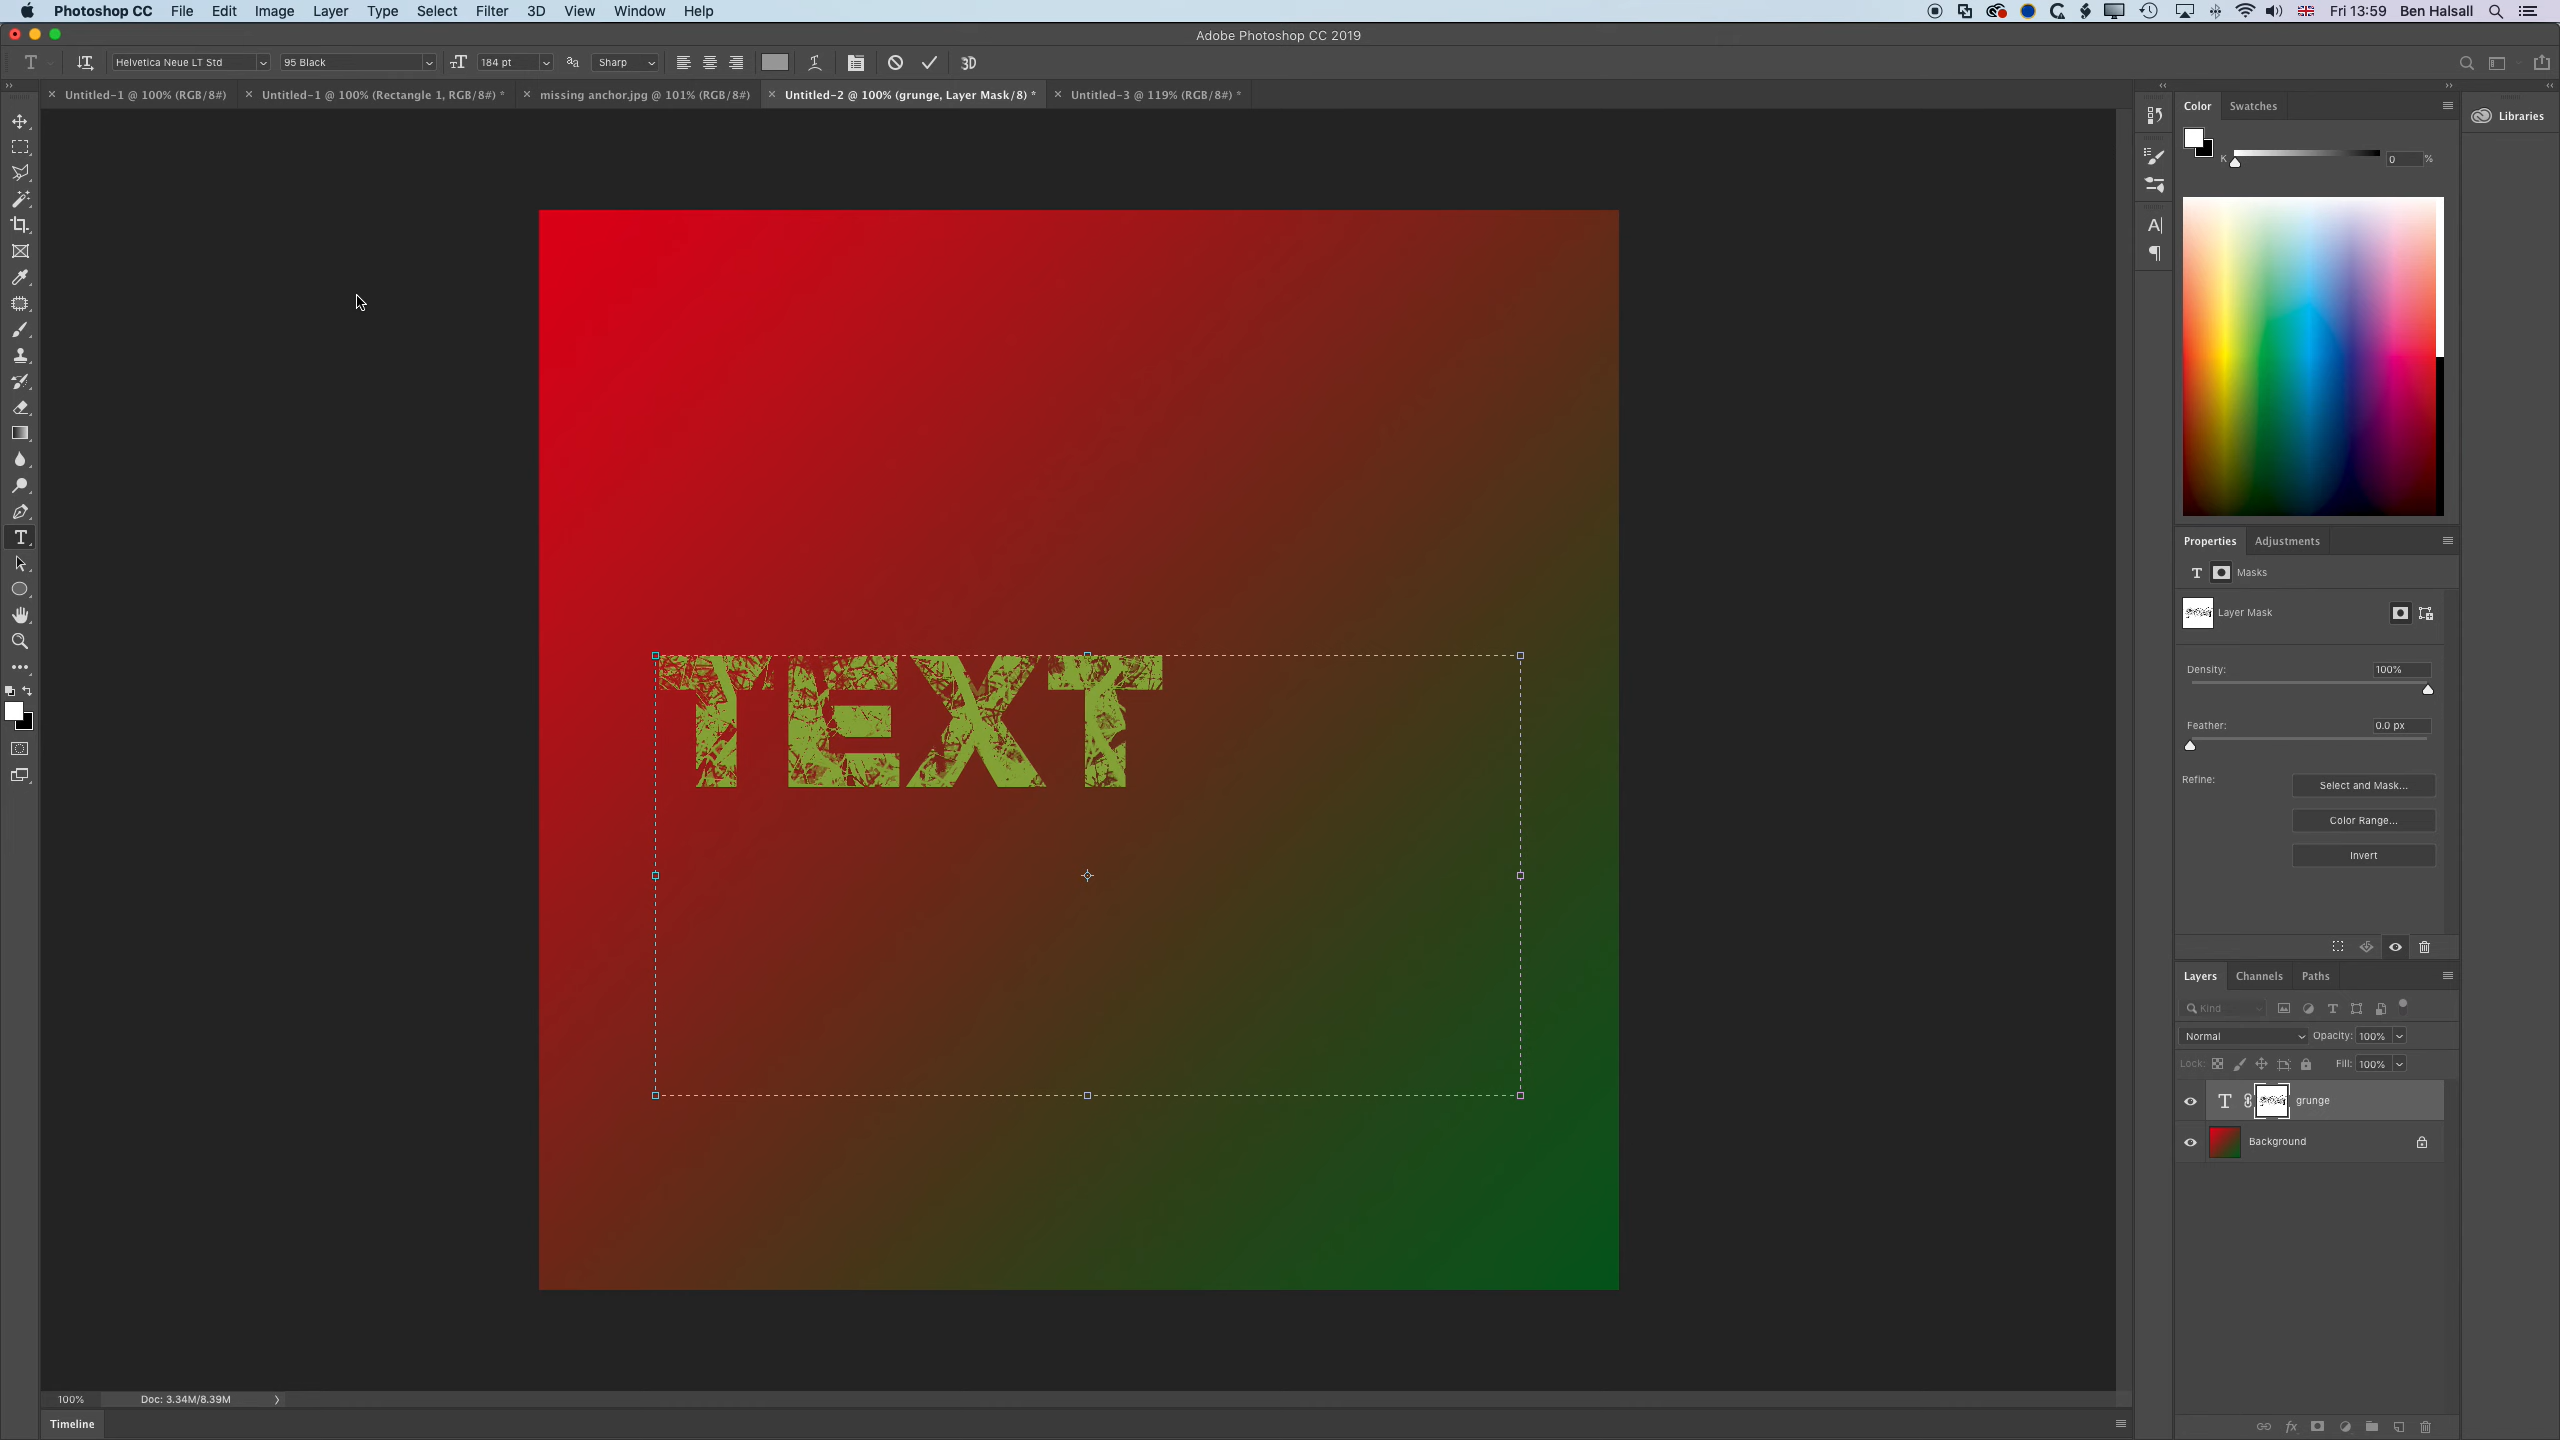 Photoshop CC File Edit Image Layer Type Select Filter 3D View Window Help Fri 13:59 Ben Halsall
Adobe Photoshop CC 2019
Helvetica Neue LT Std 95 Black 184 pt Sharp 3D
Untitled-1 @ 100% (RGB/8#) Untitled-1 @ 100% (Rectangle 1, RGB/8#) * missing anchor.jpg @ 101% (RGB/8#) Untitled-2 @ 100% (grunge, Layer Mask/8) * Untitled-3 @ 119% (RGB/8#) *
Color Swatches
Libraries
K 0 %
TEXT
Properties Adjustments
Masks
Layer Mask
Density: 100%
Feather: 0.0 px
Refine: Select and Mask...
Color Range...
Invert
Layers Channels Paths
Kind
Normal Opacity: 100%
Lock: Fill: 100%
grunge
Background
100% Doc: 3.34M/8.39M
Timeline